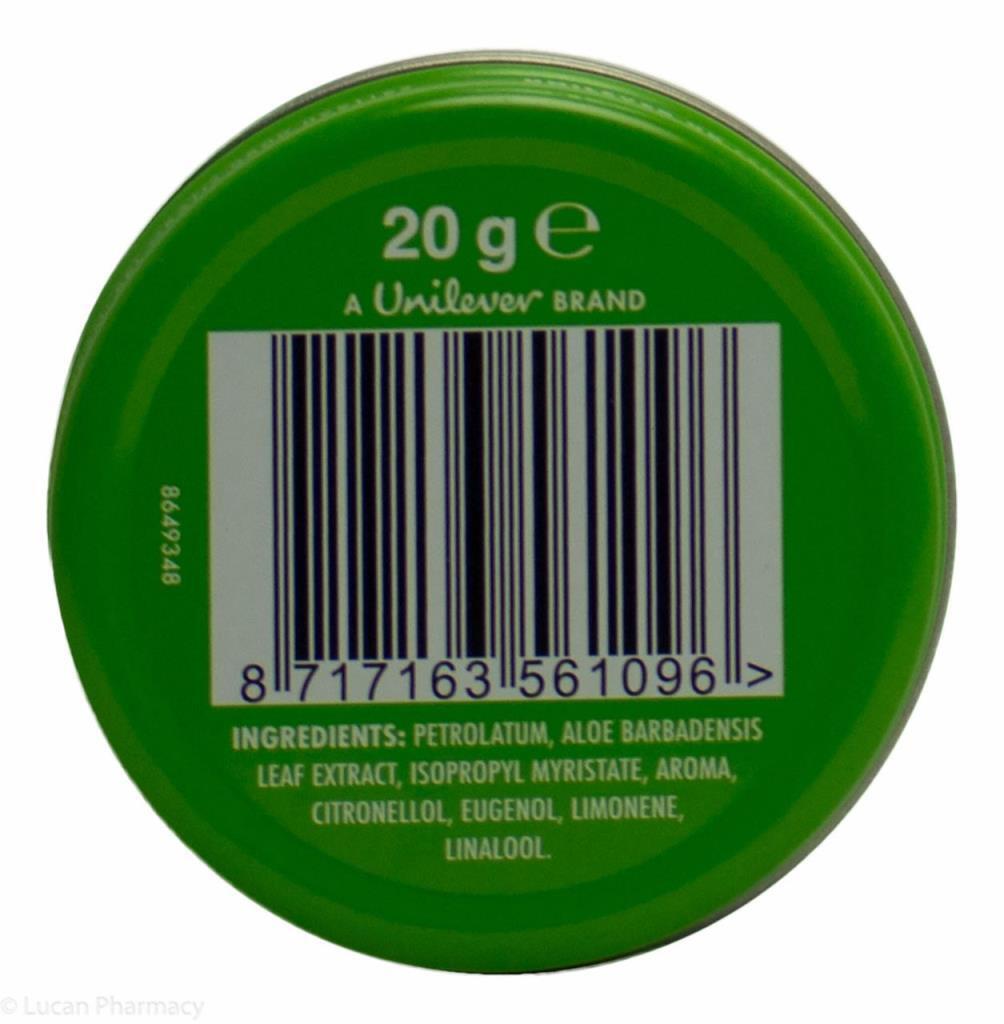 20 g ℮
A Unilever BRAND
8649348
8 717163 561096 >
INGREDIENTS: PETROLATUM, ALOE BARBADENSIS
LEAF EXTRACT, ISOPROPYL MYRISTATE, AROMA,
CITRONELLOL, EUGENOL, LIMONENE,
LINALOOL.
© Lucan Pharmacy